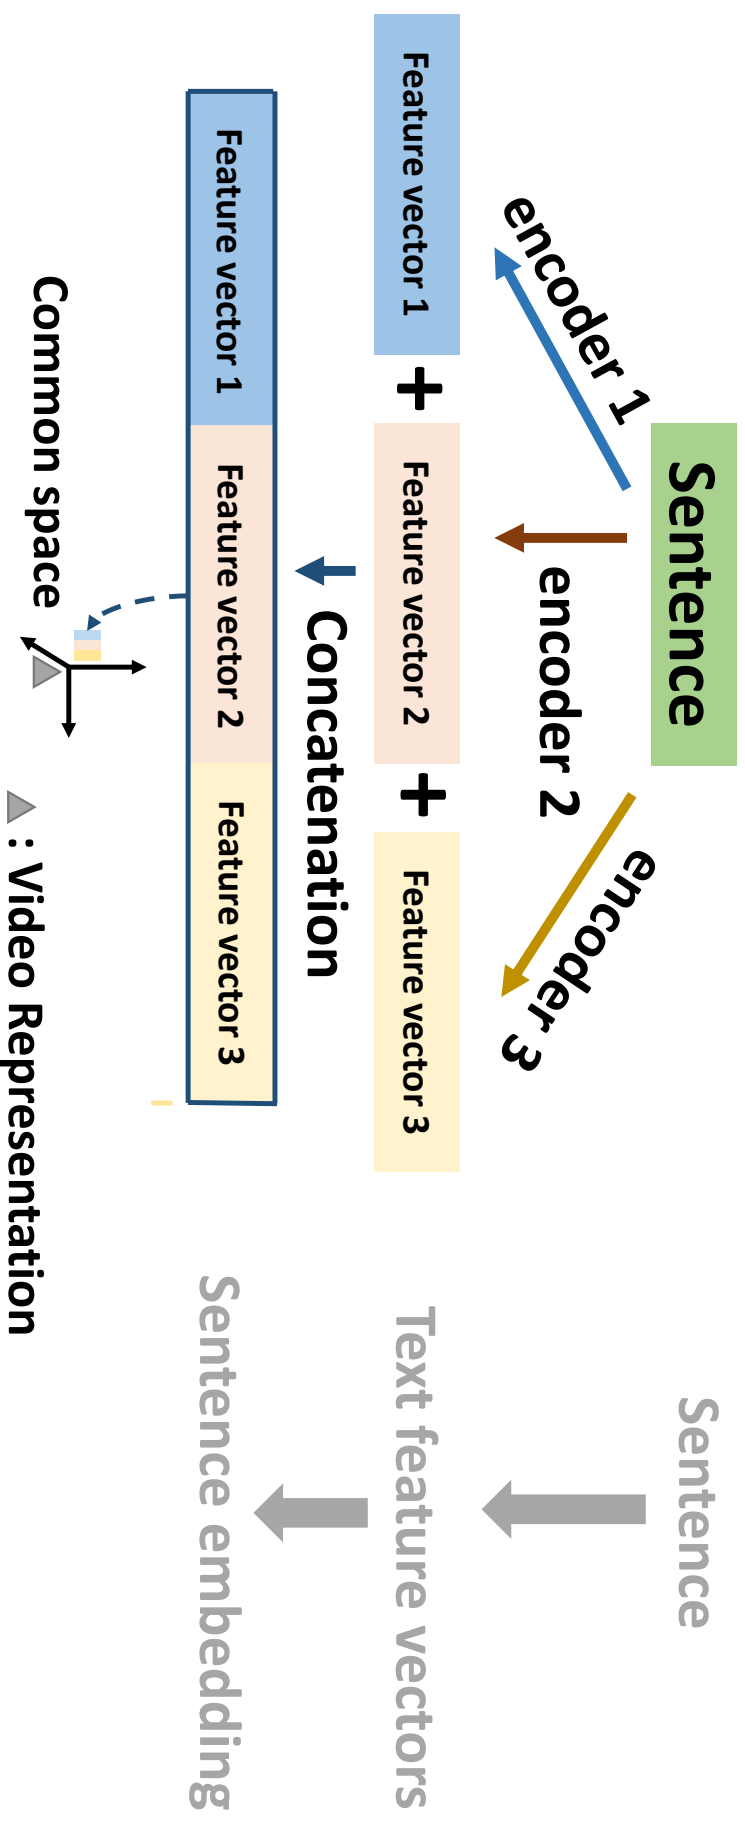 Sentence
Sentence
encoder 1
encoder 2
encoder 3
Feature vector 1
+
Feature vector 2
+
Feature vector 3
Text feature vectors
Concatenation
Feature vector 1
Feature vector 2
Feature vector 3
Sentence embedding
Common space
: Video Representation